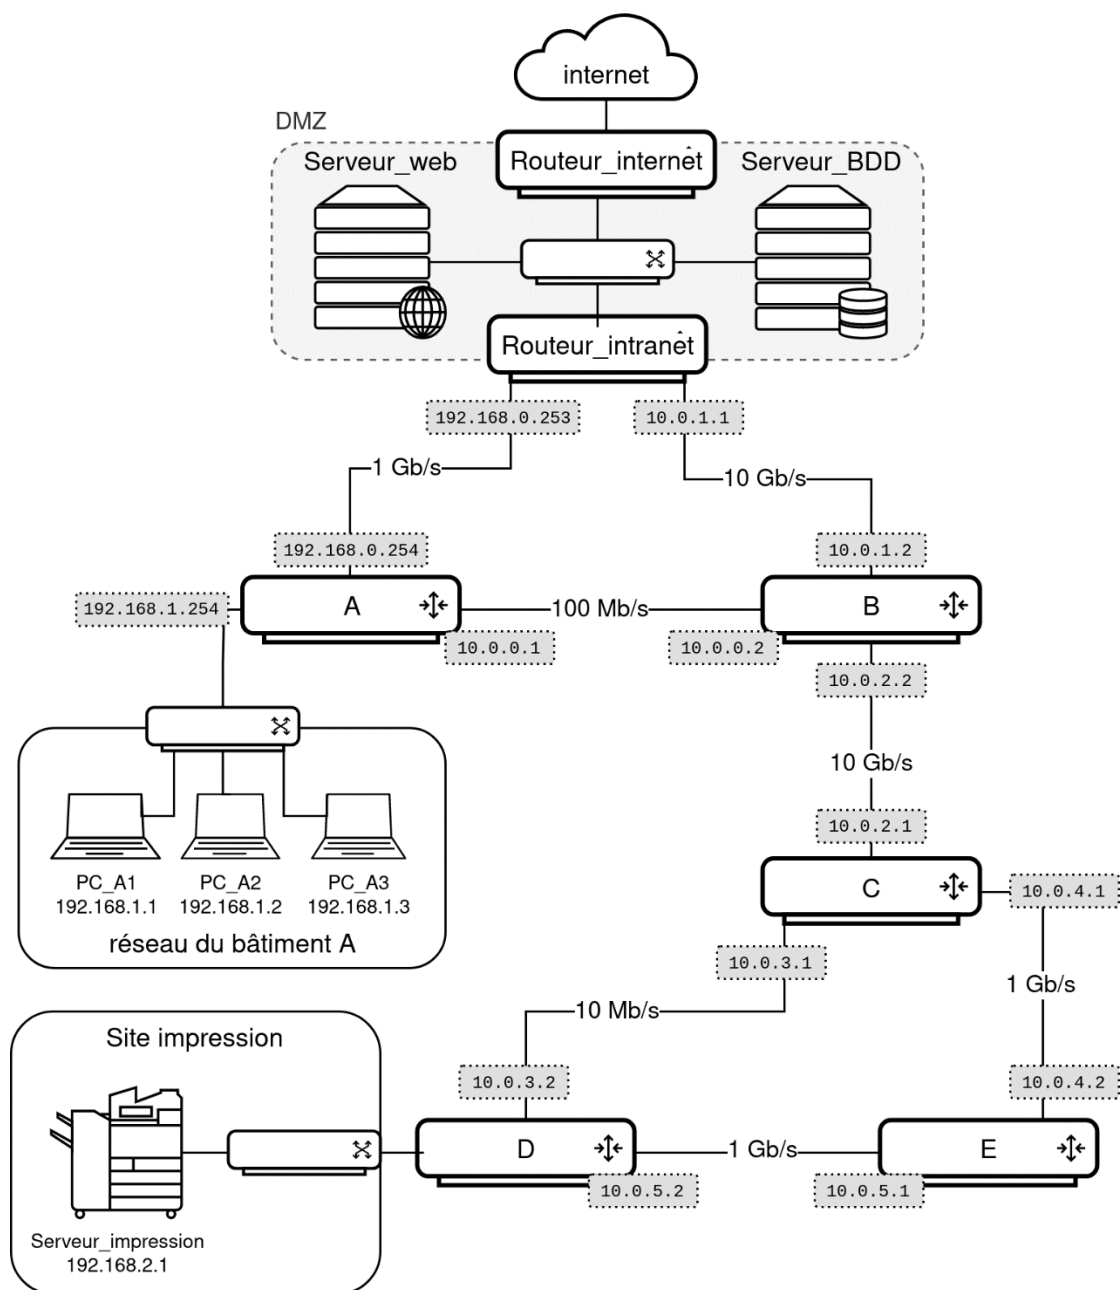 internet
DMZ
Routeur_internet
Serveur_web
Serveur_BDD
Routeur_intranet
192.168.0.253
10.0.1.1
1 Gb/s
10 Gb/s
192.168.0.254
10.0.1.2
192.168.1.254
A
100 Mb/s
B
10.0.0.1
10.0.0.2
10.0.2.2
10 Gb/s
10.0.2.1
PC_A1
192.168.1.1
PC_A2
192.168.1.2
PC_A3
192.168.1.3
réseau du bâtiment A
C
10.0.4.1
10.0.3.1
1 Gb/s
10 Mb/s
Site impression
10.0.3.2
10.0.4.2
D
1 Gb/s
E
10.0.5.2
10.0.5.1
Serveur_impression
192.168.2.1